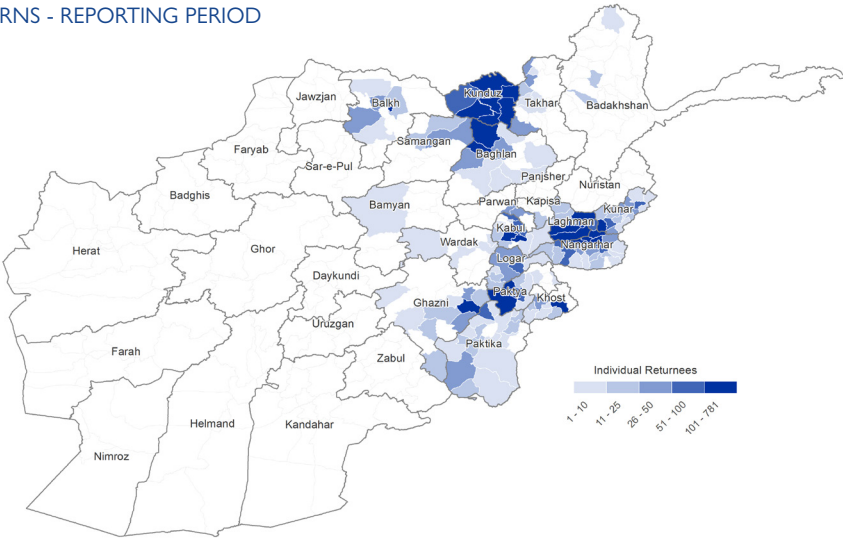 RNS - REPORTING PERIOD
Jawzjan
Balkh
Kunduz
Takhar
Badakhshan
Faryab
Samangan
Sar-e-Pul
Baghlan
Panjsher
Badghis
Nuristan
Bamyan
Parwan
Kapisa
Kunar
Laghman
Kabul
Herat
Ghor
Wardak
Nangarhar
Logar
Daykundi
Paktya
Khost
Ghazni
Uruzgan
Farah
Paktika
Zabul
Individual Returnees
1 - 10
11 - 25
26 - 50
51 - 100
101 - 781
Helmand
Kandahar
Nimroz